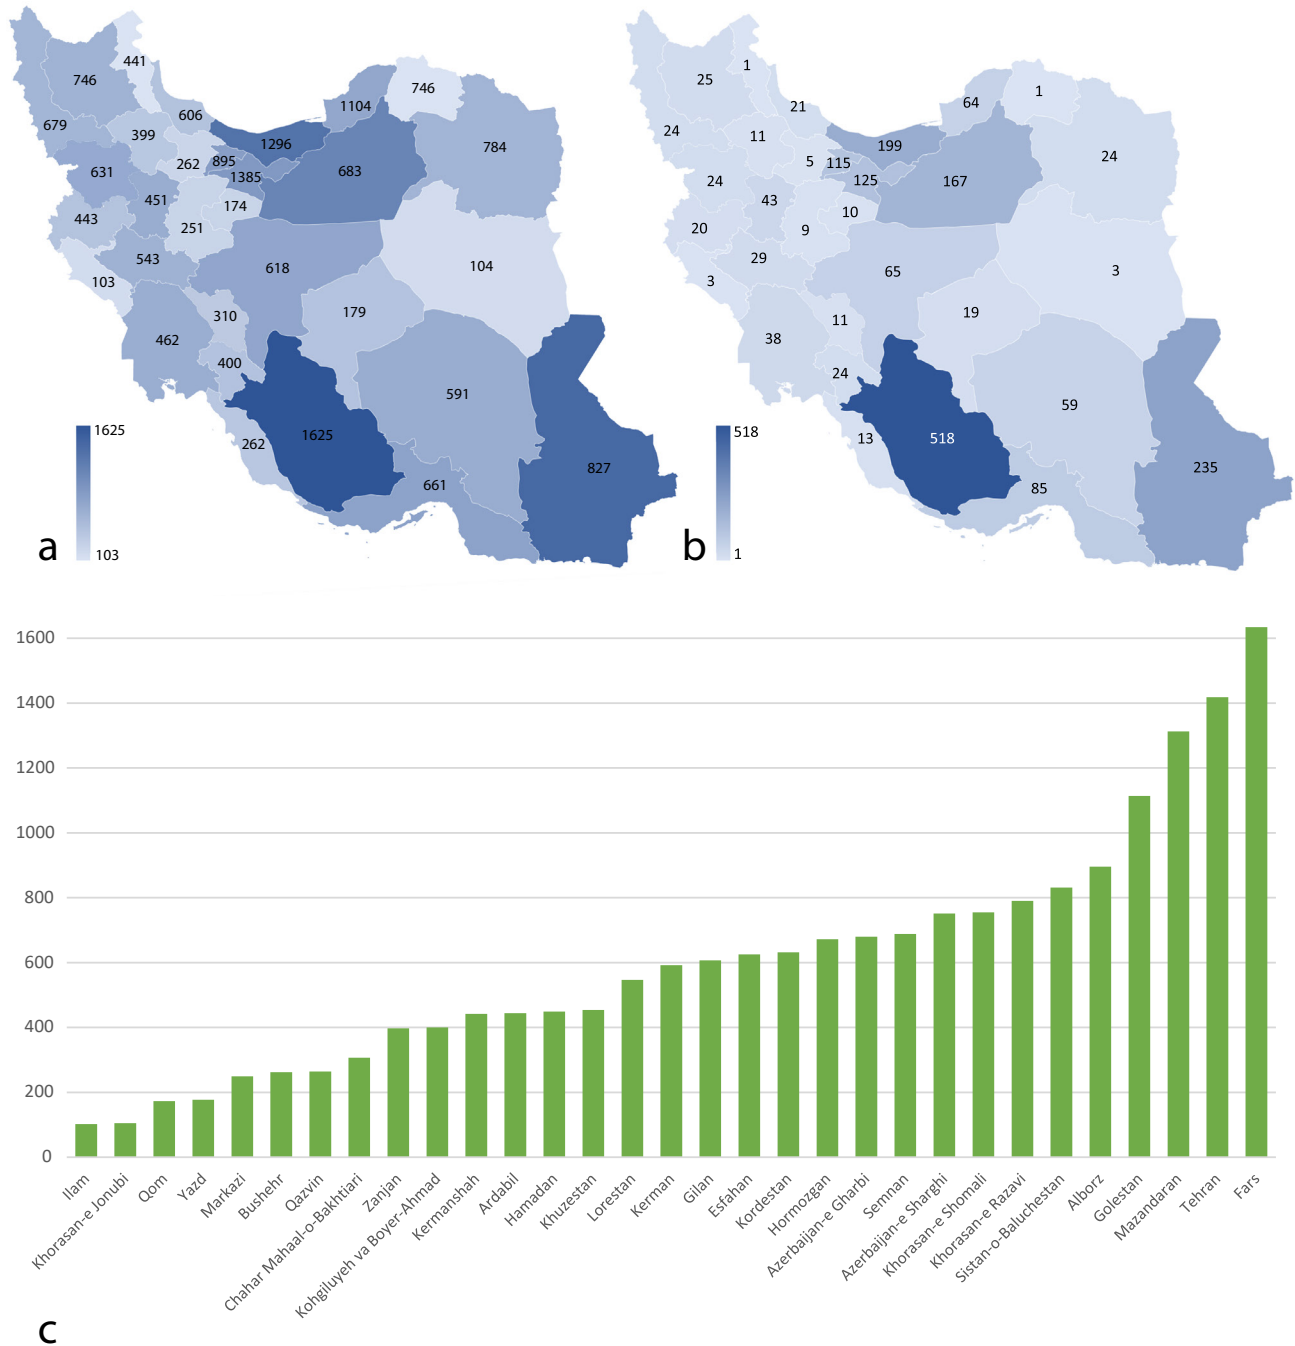 441
746
746
1104
606
679
399
1296
784
262
895
683
631
1385
451
174
443
251
543
618
104
103
310
179
462
400
591
1625
1625
262
827
661
a
103
1
25
1
64
21
24
11
199
24
5
115
125
167
24
43
10
20
9
29
65
3
3
19
11
38
24
59
518
13
518
235
85
b
1
1600
1400
1200
1000
800
600
400
200
0
Ilam
Khorasan-e Jonubi
Qom
Yazd
Markazi
Bushehr
Qazvin
Chahar Mahaal-o-Bakhtiari
Zanjan
Kohgiluyeh va Boyer-Ahmad
Kermanshah
Ardabil
Hamadan
Khuzestan
Lorestan
Kerman
Gilan
Esfahan
Kordestan
Hormozgan
Azerbaijan-e Gharbi
Semnan
Azerbaijan-e Sharghi
Khorasan-e Shomali
Khorasan-e Razavi
Sistan-o-Baluchestan
Alborz
Golestan
Mazandaran
Tehran
Fars
c